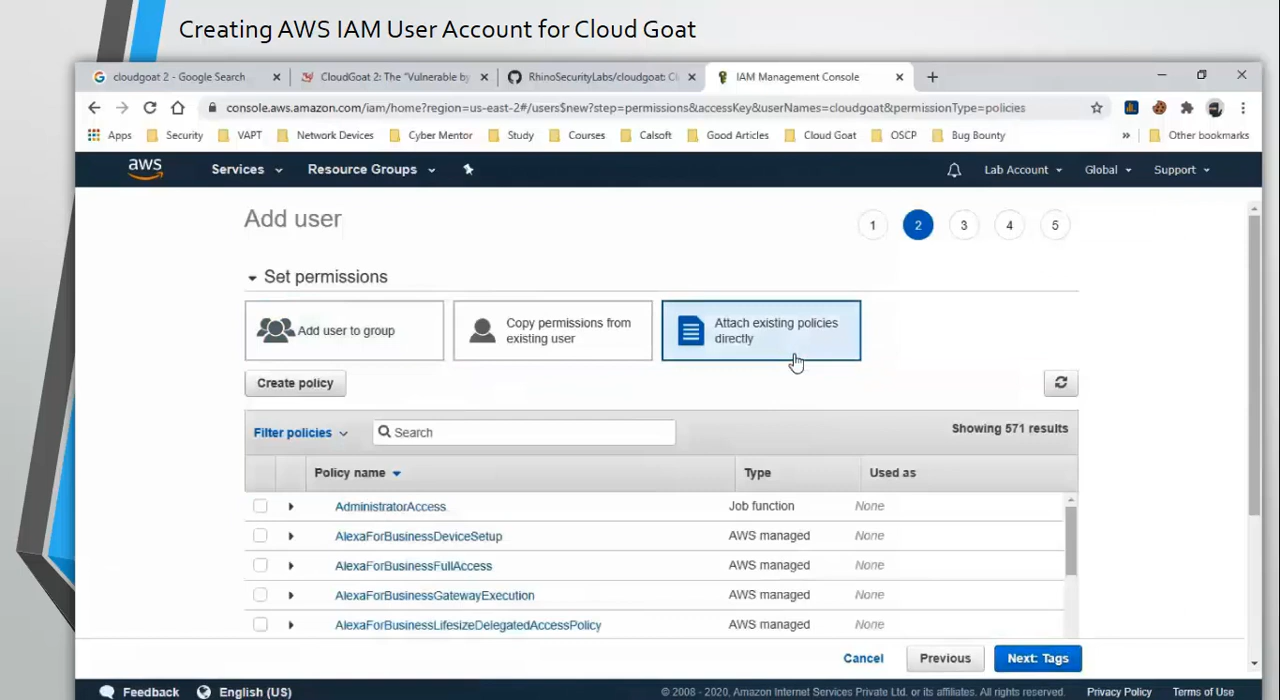 Creating AWS IAM User Account for Cloud Goat
cloudgoat 2 - Google Search
CloudGoat 2: The "Vulnerable by
RhinoSecurityLabs/cloudgoat: Cl
IAM Management Console
console.aws.amazon.com/iam/home?region=us-east-2#/users$new?step=permissions&accessKey&userNames=cloudgoat&permissionType=policies
Apps Security VAPT Network Devices Cyber Mentor Study Courses Calsoft Good Articles Cloud Goat OSCP Bug Bounty » Other bookmarks
aws Services Resource Groups Lab Account Global Support
Add user
1 2 3 4 5
Set permissions
Add user to group
Copy permissions from
existing user
Attach existing policies
directly
Create policy
Filter policies Search Showing 571 results
Policy name Type Used as
AdministratorAccess Job function None
AlexaForBusinessDeviceSetup AWS managed None
AlexaForBusinessFullAccess AWS managed None
AlexaForBusinessGatewayExecution AWS managed None
AlexaForBusinessLifesizeDelegatedAccessPolicy AWS managed None
Cancel Previous Next: Tags
Feedback English (US) © 2008 - 2020, Amazon Internet Services Private Ltd. or its affiliates. All rights reserved. Privacy Policy Terms of Use